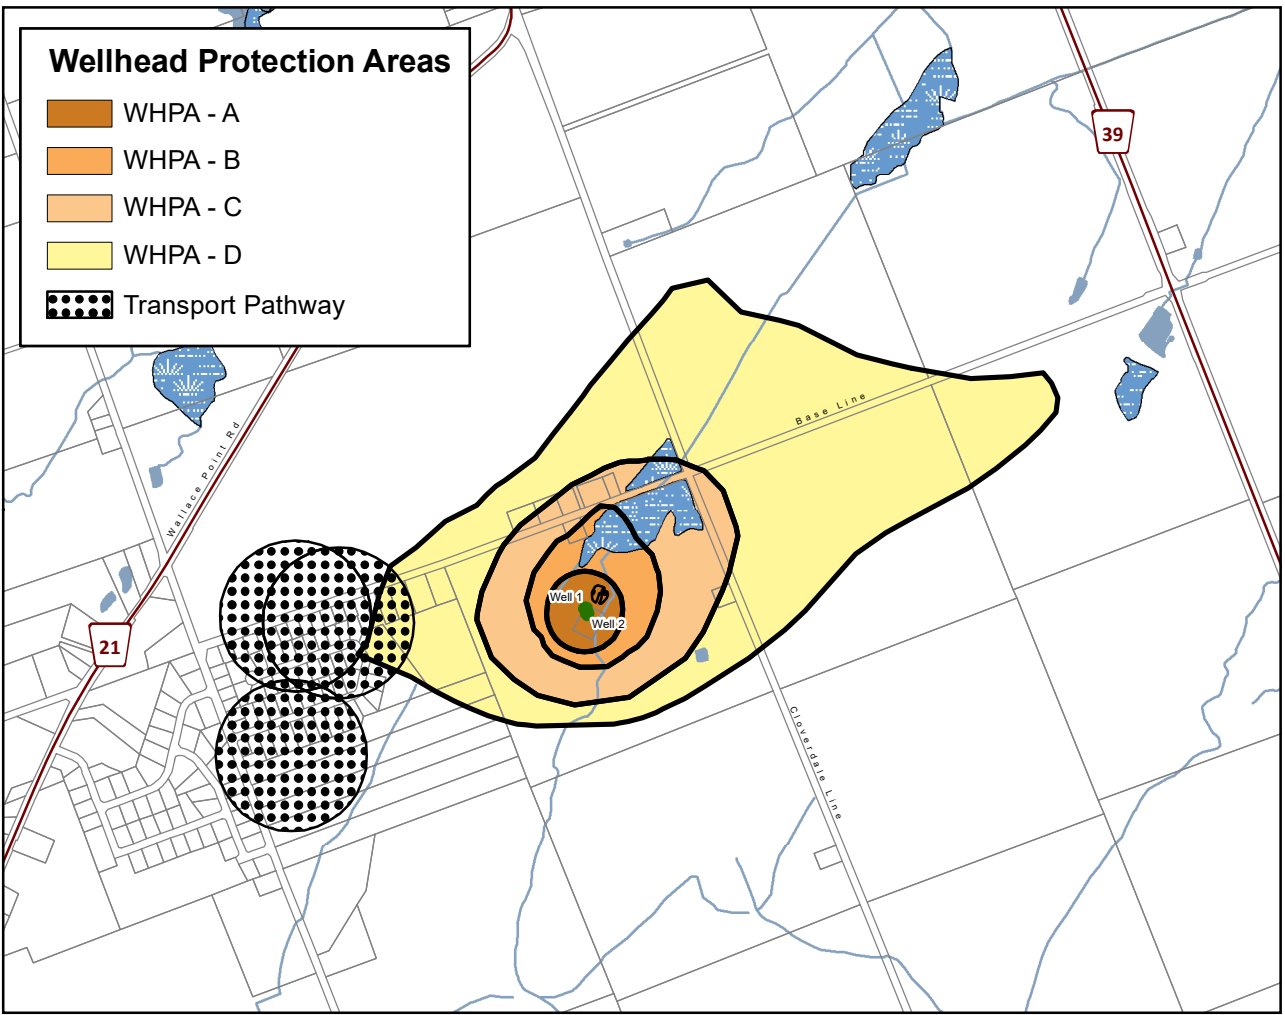 Wellhead Protection Areas
WHPA - A
WHPA - B
WHPA - C
WHPA - D
Transport Pathway
39
Base Line
Wallace Point Rd
Well 1
Well 2
21
Cloverdale Line